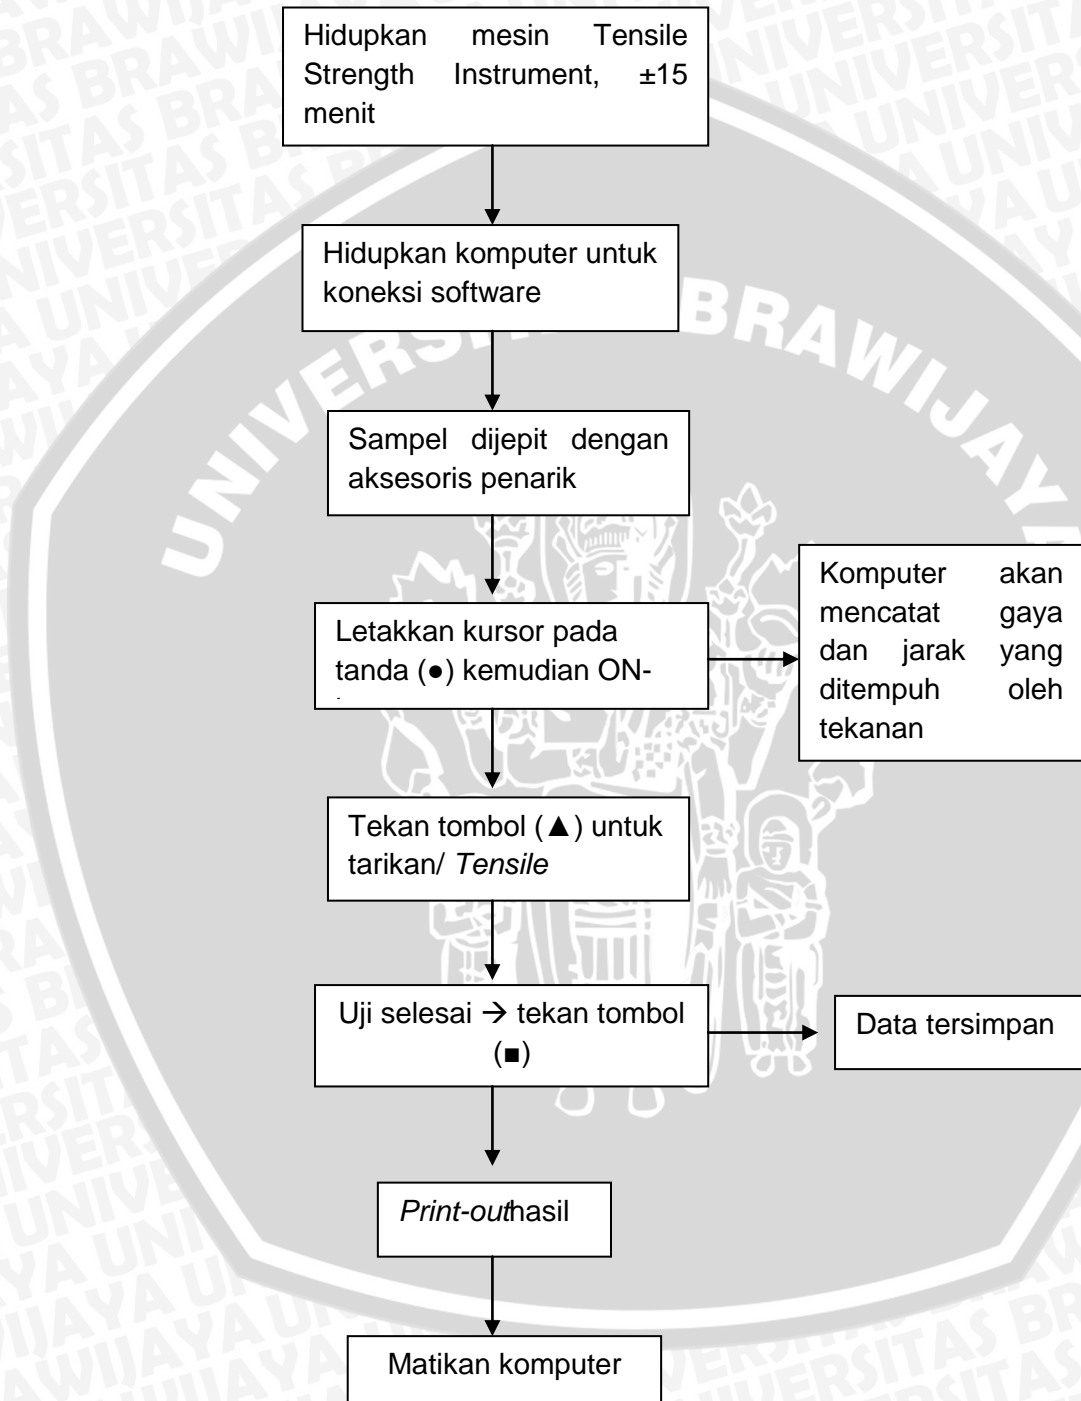 Hidupkan mesin Tensile
Strength Instrument, ±15
menit
Hidupkan komputer untuk
koneksi software
UNIVERSITAS BRAWIJAYA
Sampel dijepit dengan
aksesoris penarik
Letakkan kursor pada
tanda (●) kemudian ON-
Komputer akan
mencatat gaya
dan jarak yang
ditempuh oleh
tekanan
Tekan tombol (▲) untuk
tarikan/ Tensile
Uji selesai → tekan tombol
(■)
Data tersimpan
Print-outhasil
Matikan komputer